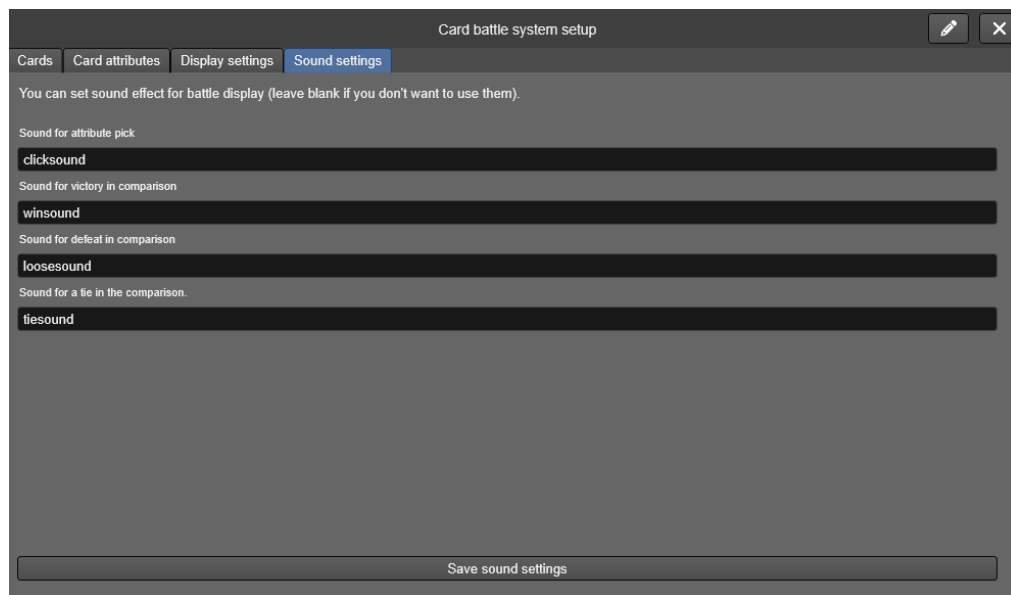 Card battle system setup
Cards Card attributes Display settings Sound settings
You can set sound effect for battle display (leave blank if you don't want to use them).
Sound for attribute pick
clicksound
Sound for victory in comparison
winsound
Sound for defeat in comparison
loosesound
Sound for a tie in the comparison.
tiesound
Save sound settings